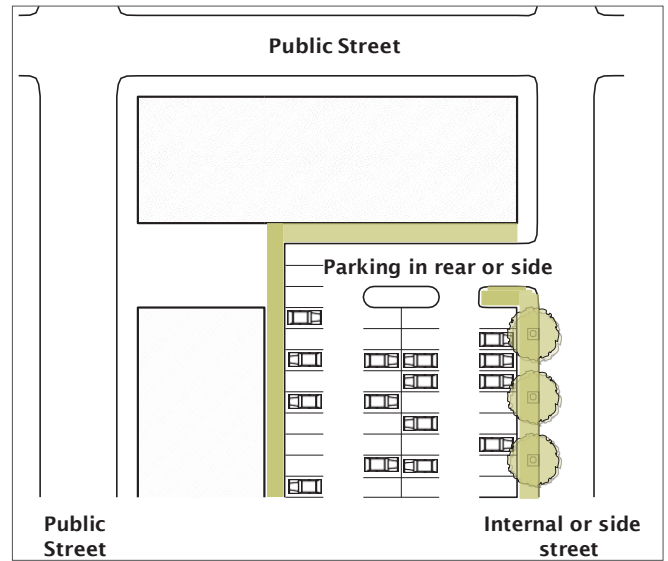 Public Street
Parking in rear or side
Public
Street
Internal or side
street